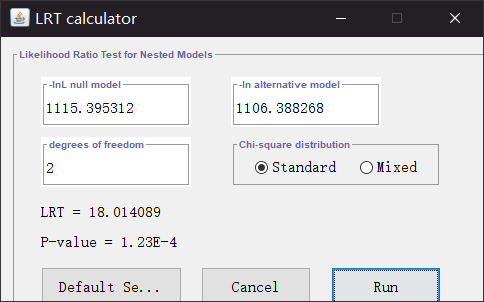 LRT calculator
Likelihood Ratio Test for Nested Models
-lnL null model
-ln alternative model
1115.395312
1106.388268
degrees of freedom
Chi-square distribution
2
Standard
Mixed
LRT = 18.014089
P-value = 1.23E-4
Default Se...
Cancel
Run